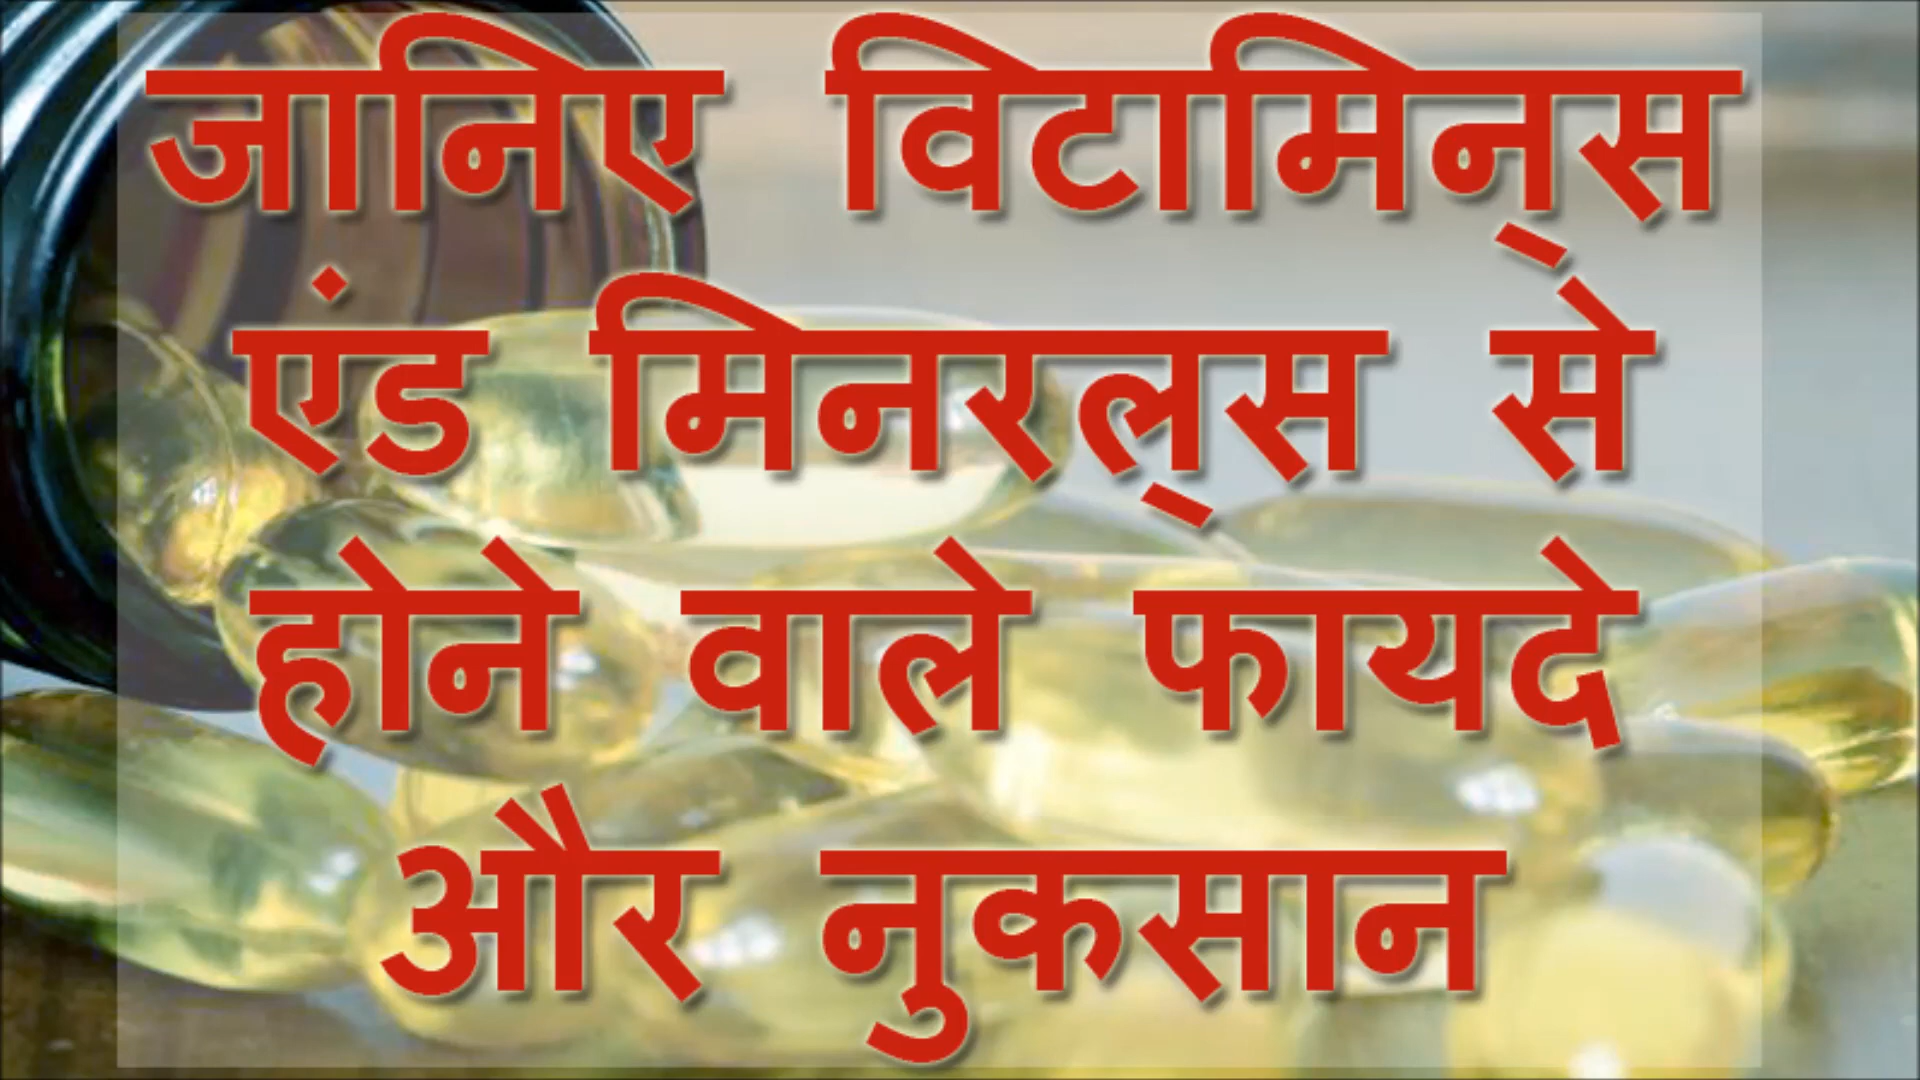 जानिए विटामिन्स
एंड मिनरल्स से
होने वाले फायदे
और नुकसान